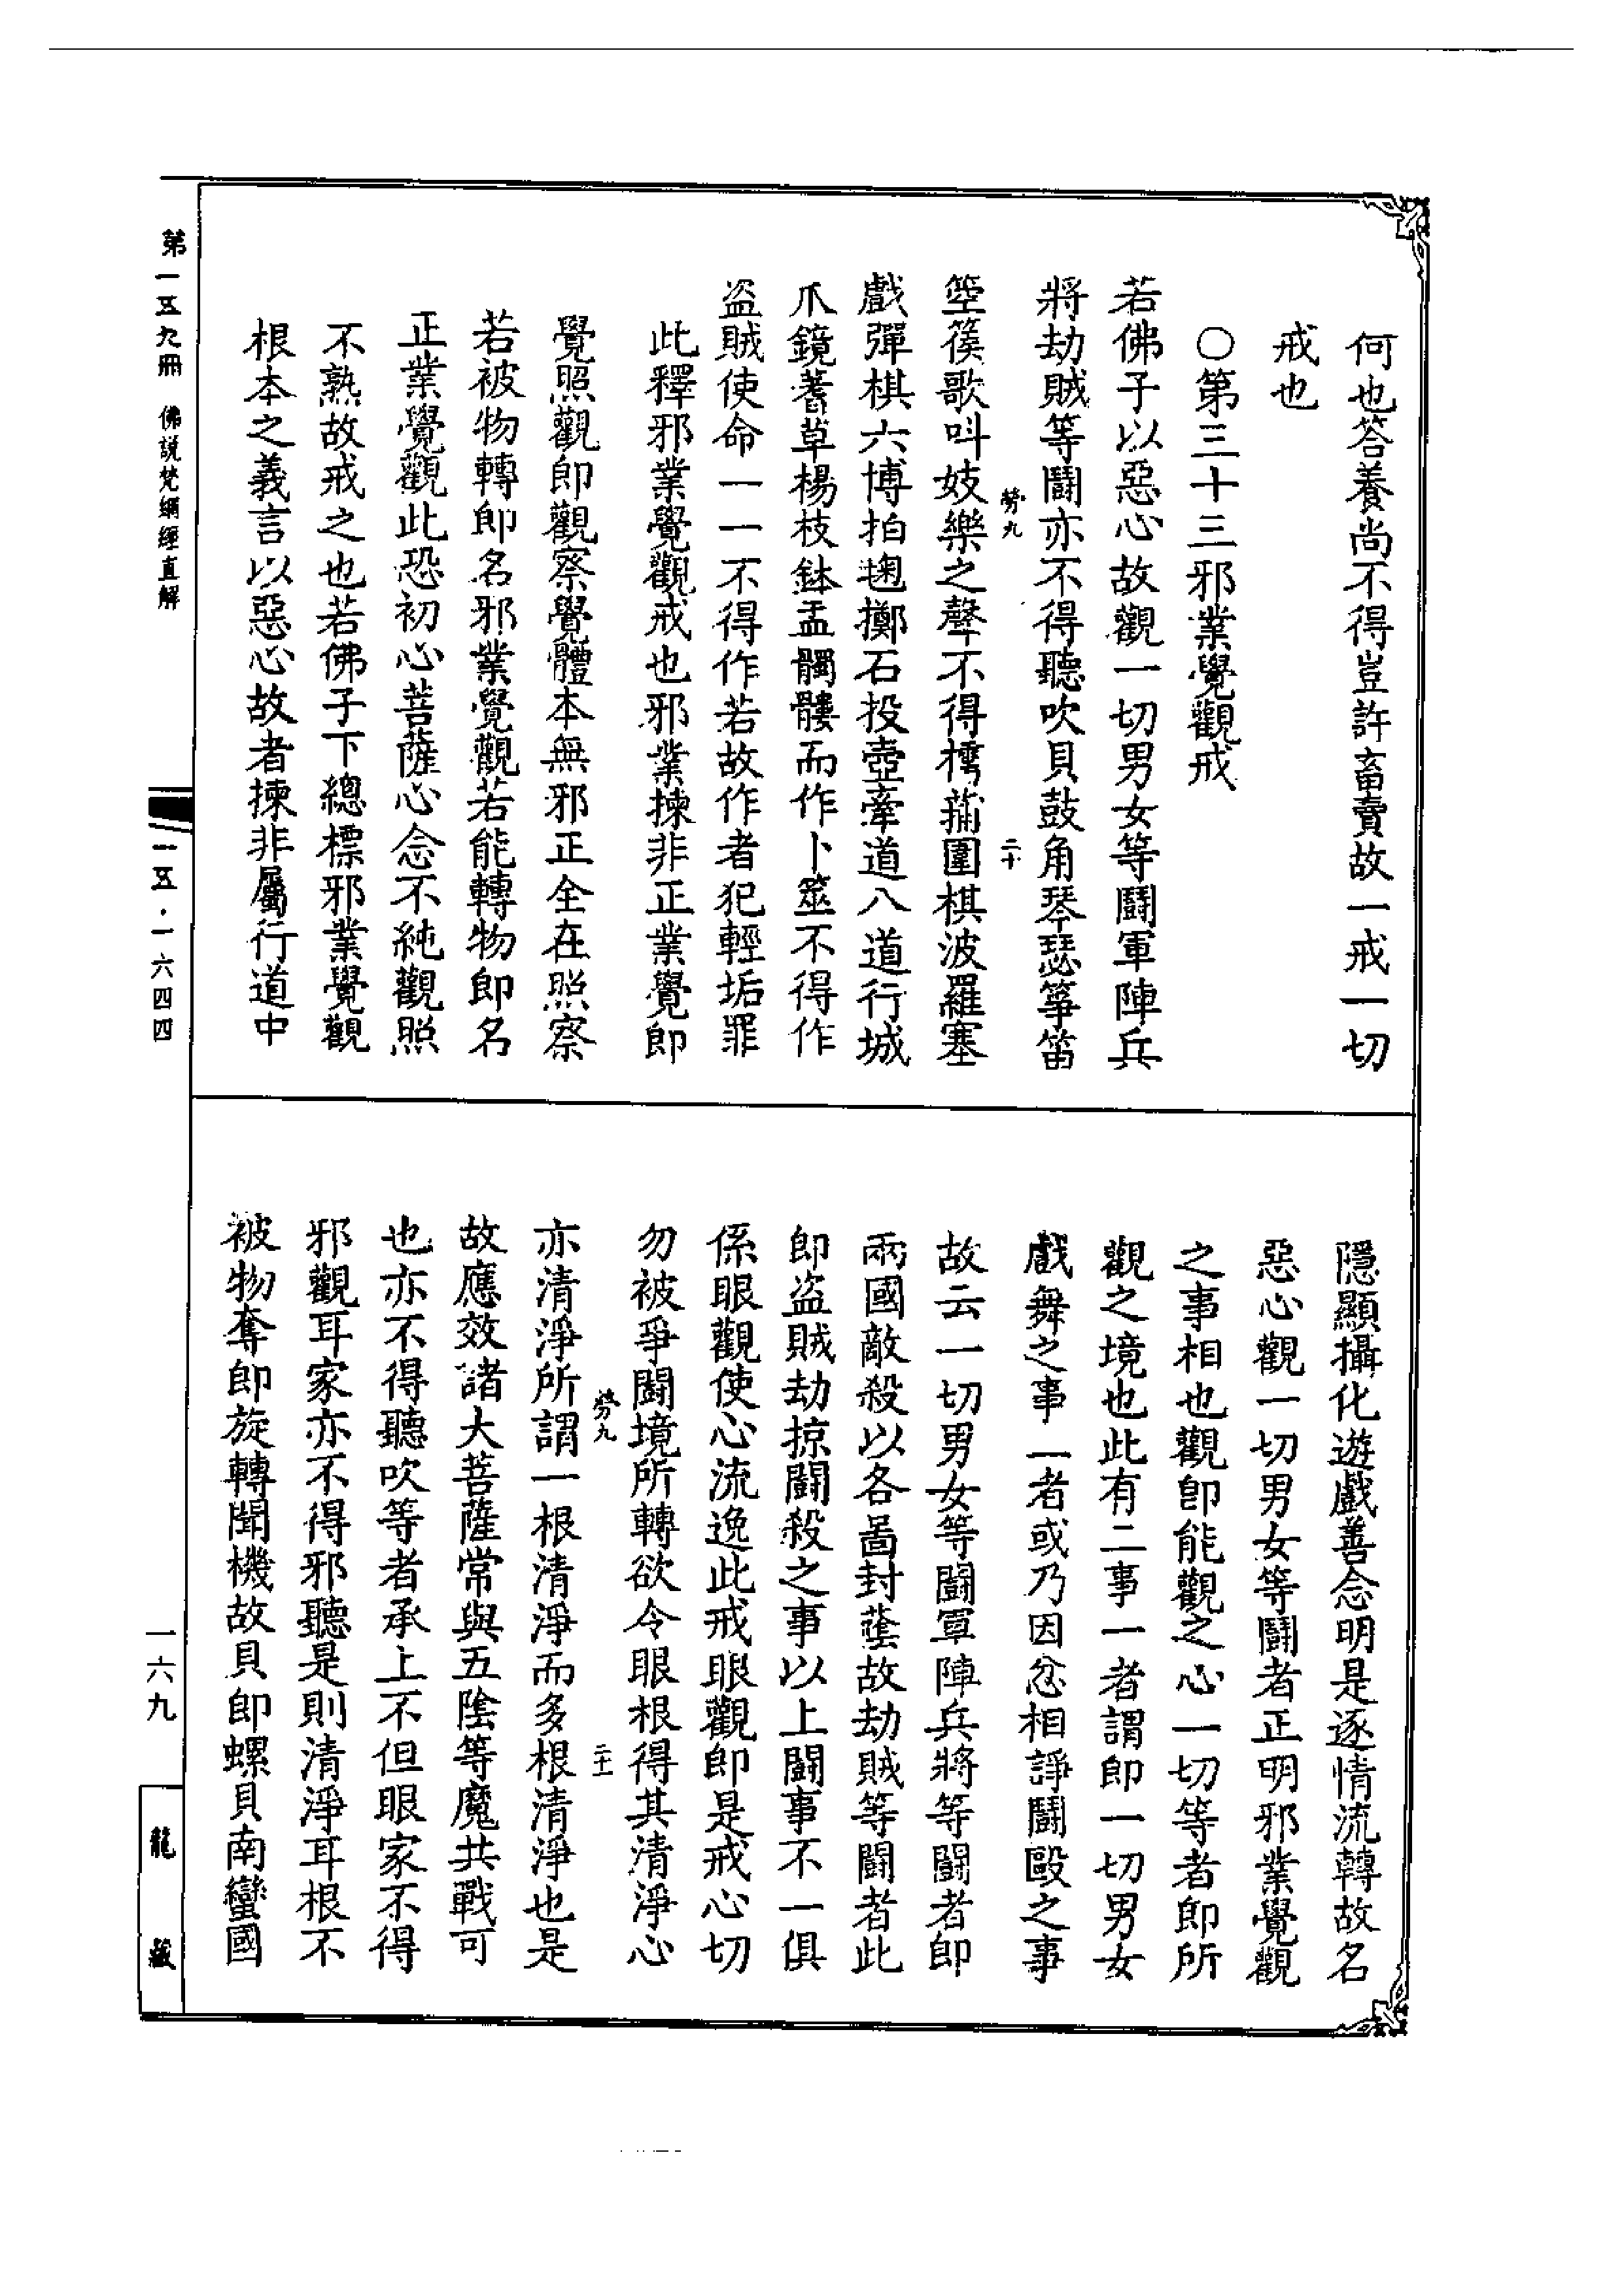 何也答養尚不得豈許畜賣故一戒一切
戒也
〇第三十三邪業覺觀戒
若佛子以惡心故觀一切男女等鬪軍陣兵
將劫賊等鬪亦不得聽吹貝鼓角琴瑟箏笛
勞九
二十
箜篌歌叫妓樂之聲不得摴蒱圍棋波羅塞
戲彈棋六博拍毱擲石投壺牽道八道行城
爪鏡蓍草楊枝鉢盂髑髏而作卜筮不得作
盜賊使命一一不得作若故作者犯輕垢罪
此釋邪業覺觀戒也邪業揀非正業覺即
覺照觀即觀察覺體本無邪正全在照察
若被物轉即名邪業覺觀若能轉物即名
正業覺觀此恐初心菩薩心念不純觀照
不熟故戒之也若佛子下總標邪業覺觀
根本之義言以惡心故者揀非屬行道中
隱顯攝化遊戲善念明是逐情流轉故名
惡心觀一切男女等鬪者正明邪業覺觀
之事相也觀即能觀之心一切等者即所
觀之境也此有二事一者謂即一切男女
戲舞之事二者或乃因忿相諍鬪毆之事
故云一切男女等鬪軍陣兵將等鬪者即
兩國敵殺以各啚封蔭故劫賊等鬪者此
即盜賊劫掠鬪殺之事以上鬪事不一俱
係眼觀使心流逸此戒眼觀即是戒心切
勿被爭鬪境所轉欲令眼根得其清淨心
勞九
二十一
亦清淨所謂一根清淨而多根清淨也是
故應效諸大菩薩常與五陰等魔共戰可
也亦不得聽吹等者承上不但眼家不得
邪觀耳家亦不得邪聽是則清淨耳根不
被物奪即旋轉聞機故貝即螺貝南蠻國
第一五九冊 佛說梵綱經直解
一五·一六四四
一六九
龍藏